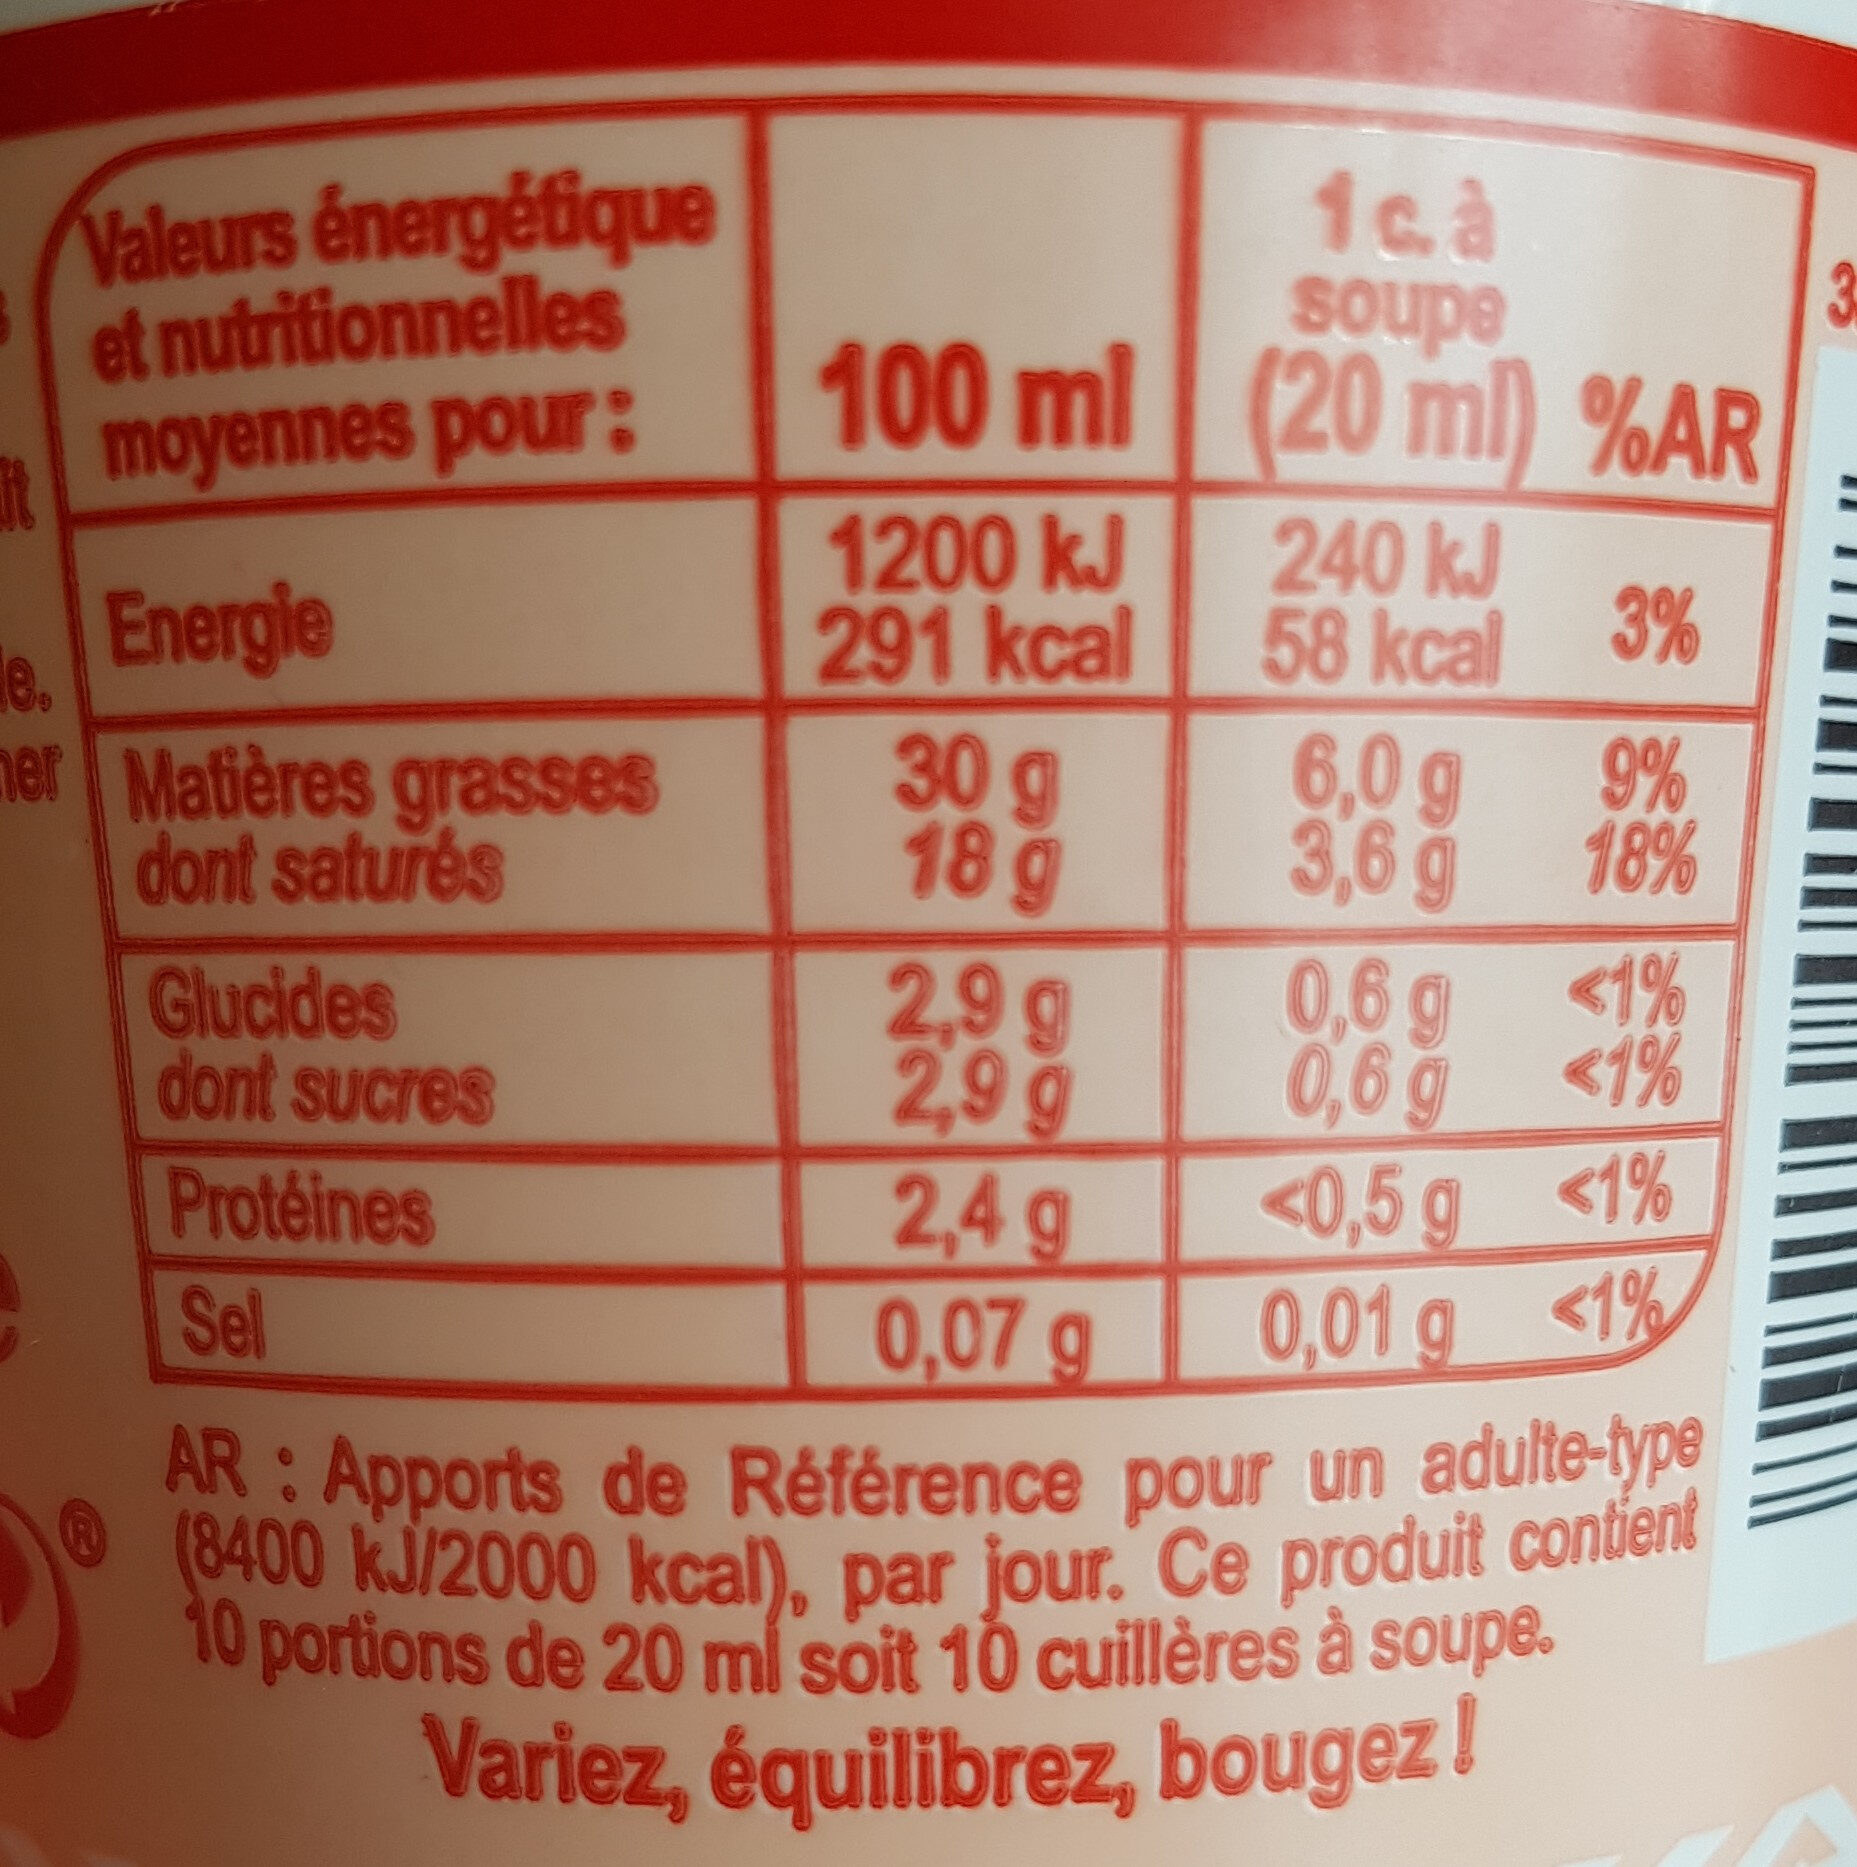 Valeurs énergétique
et nutritionnelles
moyennes pour :
100 ml
1 c. à
soupe
(20 ml) %AR
Energie
1200 kJ 240 kJ
291 kcal 58 kcal 3%
Matières grasses 30 g 6,0 g 9%
dont saturés 18 g 3,6 g 18%
Glucides 2,9 g 0,6 g <1%
dont sucres 2,9 g 0,6 g <1%
Protéines 2,4 g <0,5 g <1%
Sel 0,07 g 0,01 g <1%
AR : Apports de Référence pour un adulte-type
(8400 kJ/2000 kcal), par jour. Ce produit contient
10 portions de 20 ml soit 10 cuillères à soupe.
Variez, équilibrez, bougez !
®